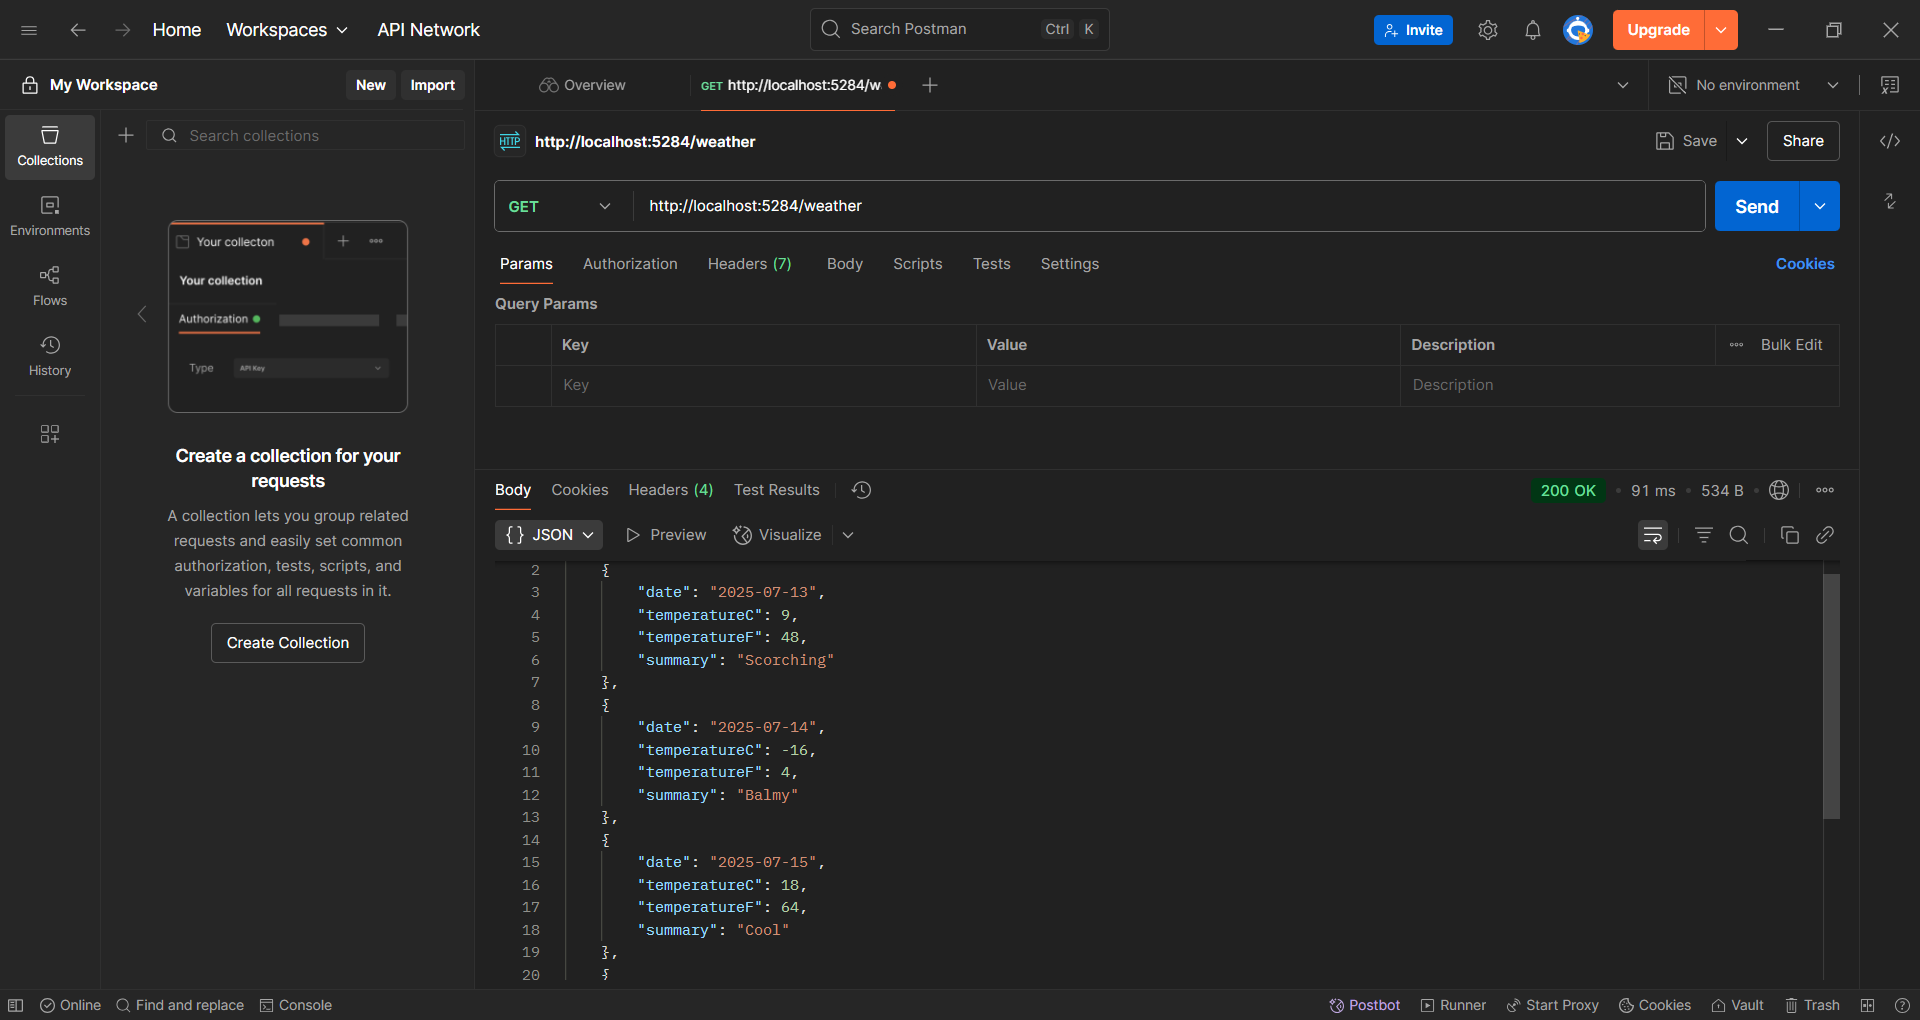 Home Workspaces API Network Search Postman Ctrl K Invite Upgrade
My Workspace New Import Overview GET http://localhost:5284/w No environment
Collections
Environments
Flows
History
Search collections
Your collecton
Your collection
Authorization
Type API Key
Create a collection for your
requests
A collection lets you group related
requests and easily set common
authorization, tests, scripts, and
variables for all requests in it.
Create Collection
HTTP http://localhost:5284/weather Save Share
GET http://localhost:5284/weather Send
Params Authorization Headers (7) Body Scripts Tests Settings Cookies
Query Params
Key Value Description Bulk Edit
Key Value Description
Body Cookies Headers (4) Test Results 200 OK 91 ms 534 B
{} JSON Preview Visualize
2 {
3 "date": "2025-07-13",
4 "temperatureC": 9,
5 "temperatureF": 48,
6 "summary": "Scorching"
7 },
8 {
9 "date": "2025-07-14",
10 "temperatureC": -16,
11 "temperatureF": 4,
12 "summary": "Balmy"
13 },
14 {
15 "date": "2025-07-15",
16 "temperatureC": 18,
17 "temperatureF": 64,
18 "summary": "Cool"
19 },
20 {
Online Find and replace Console Postbot Runner Start Proxy Cookies Vault Trash